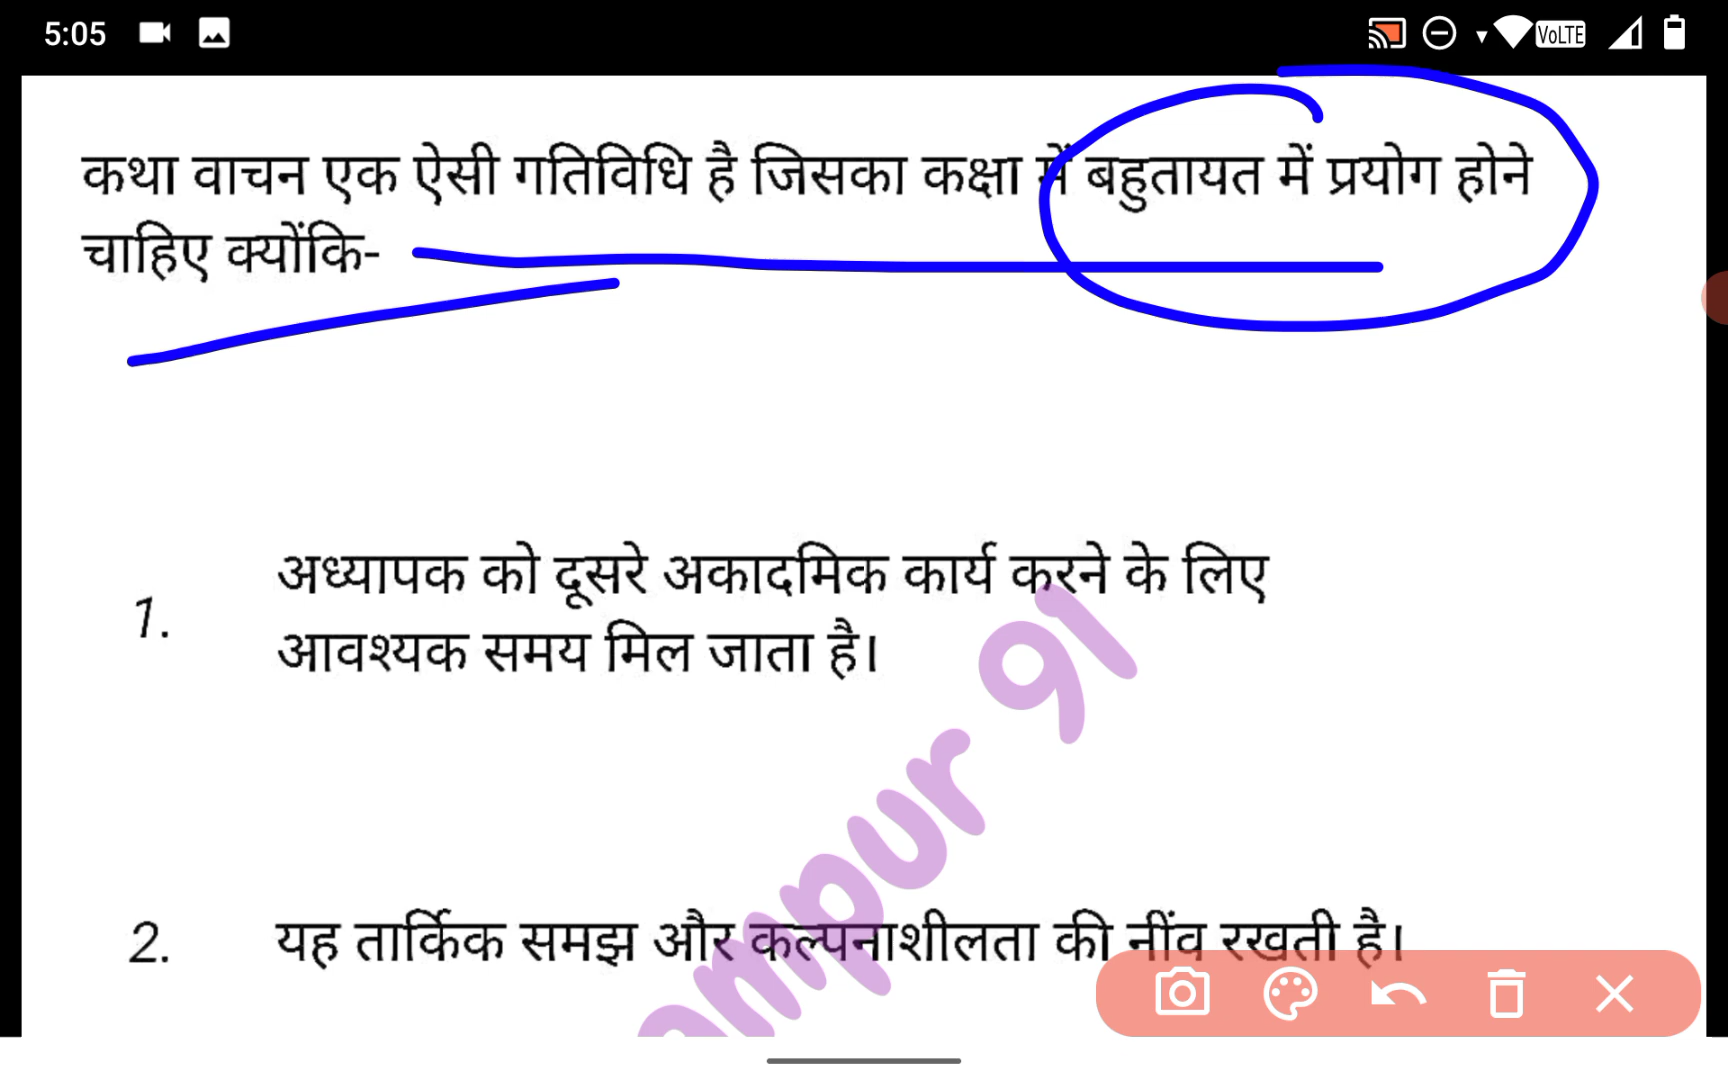 5:05
VoLTE
कथा वाचन एक ऐसी गतिविधि है जिसका कक्षा में बहुतायत में प्रयोग होने
चाहिए क्योंकि-
1. अध्यापक को दूसरे अकादमिक कार्य करने के लिए
आवश्यक समय मिल जाता है।
2. यह तार्किक समझ और कल्पनाशीलता की नींव रखती है।